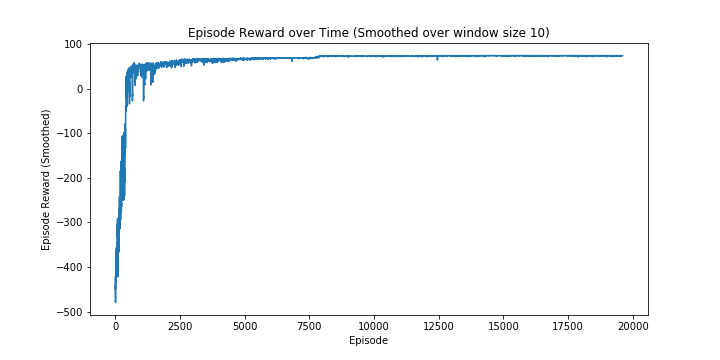 Episode Reward over Time (Smoothed over window size 10)
100
0
−100
−200
−300
−400
−500
Episode Reward (Smoothed)
0 2500 5000 7500 10000 12500 15000 17500 20000
Episode